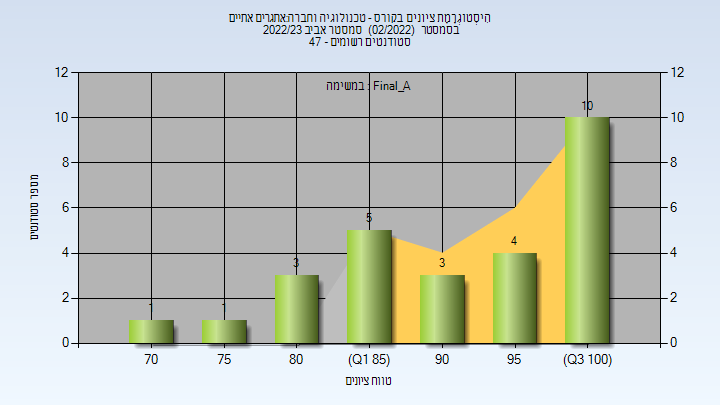 היסטוגרמת ציונים בקורס - טכנולוגיה וחברה:אתגרים אתיים
בסמסטר (02/2022) סמסטר אביב 2022/23
סטודנטים רשומים - 47
במשימה : Final_A
12 12
10 10
8 8
6 6
4 4
2 2
0 0
1 1 3 5 3 4 10
מספר סטודנטים
70 75 80 (Q1 85) 90 95 (Q3 100)
טווח ציונים